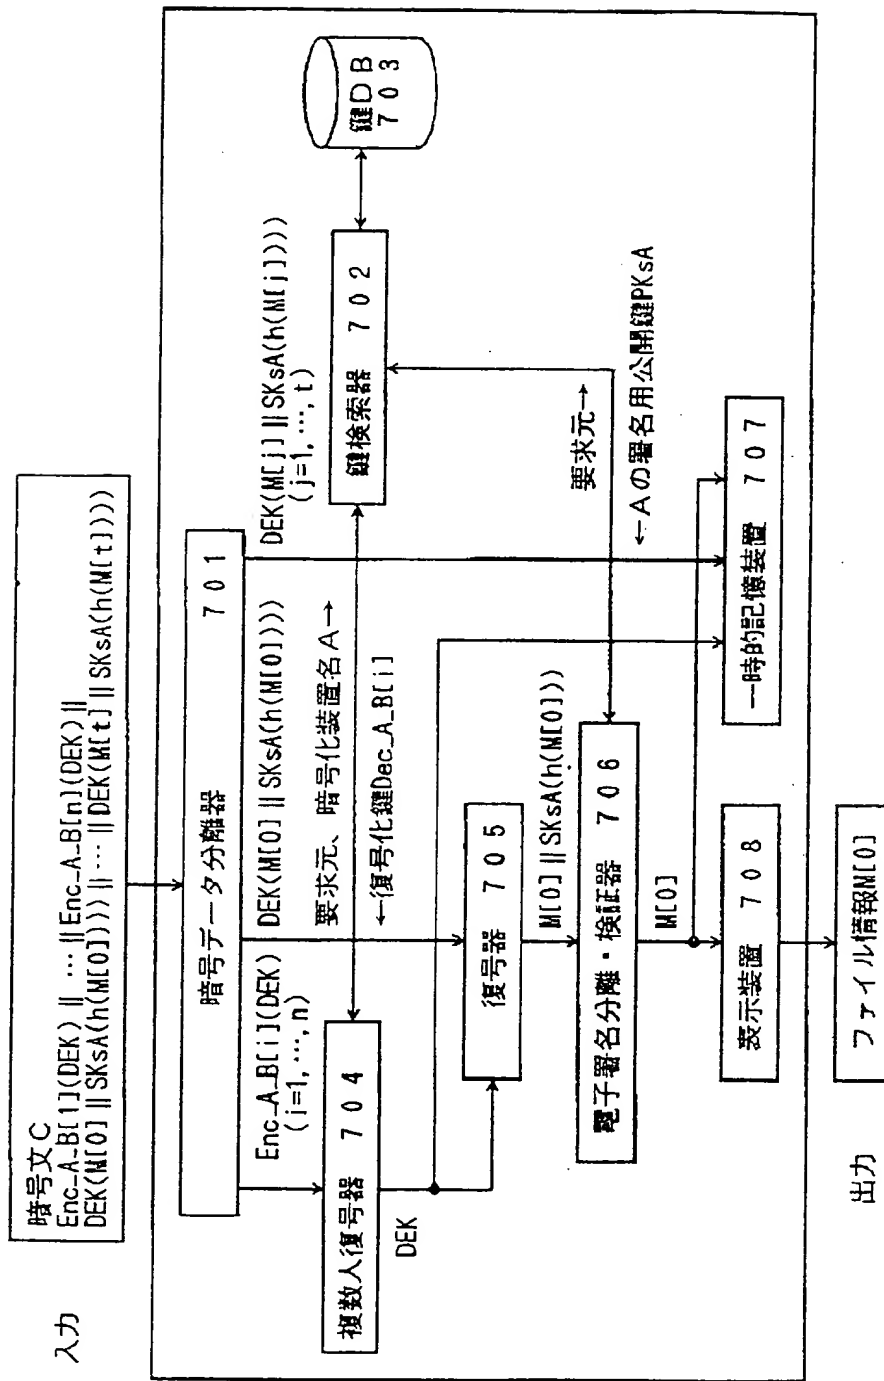 入力
暗号文C
Enc_A_B[1](DEK) || … || Enc_A_B[n](DEK) ||
DEK(M[0] || SKsA(h(M[0]))) || … || DEK(M[t] || SKsA(h(M[t])))) 
暗号データ分離器 701
Enc_A_B[i](DEK)
(i=1, …, n)
DEK(M[0] || SKsA(h(M[0])))
DEK(M[j] || SKsA(h(M[j])))
(j=1, …, t)
要求元、暗号化装置名A→
←復号化鍵Dec_A_B[i]
鍵検索器 702
鍵DB
703
複数人復号器 704
DEK
復号器 705
M[0] || SKsA(h(M[0]))
要求元→
←Aの署名用公開鍵PKsA
電子署名分離・検証器 706
M[0]
一時的記憶装置 707
表示装置 708
出力
ファイル情報M[0]